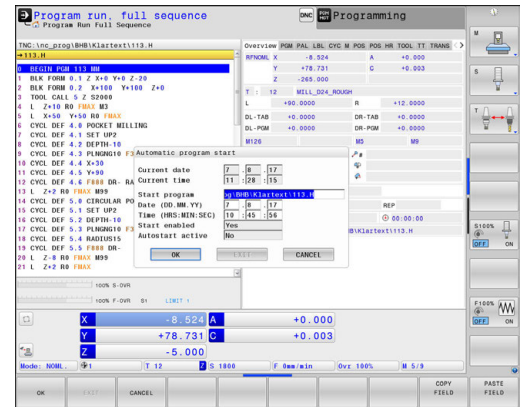 Program run, full sequence
Program Run Full Sequence
DNC
Programming
TNC:\nc_prog\BHB\Klartext\113.H
→113.H
0 BEGIN PGM 113 MM
1 BLK FORM 0.1 Z X+0 Y+0 Z-20
2 BLK FORM 0.2 X+100 Y+100 Z+0
3 TOOL CALL 5 Z S2000
4 L Z+10 R0 FMAX M3
5 L X+50 Y+50 R0 FMAX
6 CYCL DEF 4.0 POCKET MILLING
7 CYCL DEF 4.1 SET UP2
8 CYCL DEF 4.2 DEPTH-10
9 CYCL DEF 4.3 PLNGNG10 F3
10 CYCL DEF 4.4 X+30
11 CYCL DEF 4.5 Y+90
12 CYCL DEF 4.6 F888 DR- RA
13 L Z+2 R0 FMAX M99
14 CYCL DEF 5.0 CIRCULAR PO
15 CYCL DEF 5.1 SET UP2
16 CYCL DEF 5.2 DEPTH-10
17 CYCL DEF 5.3 PLNGNG10 F3
18 CYCL DEF 5.4 RADIUS15
19 CYCL DEF 5.5 F888 DR-
20 L Z-8 R0 FMAX M99
21 L Z+2 R0 FMAX
Overview PGM PAL LBL CYC M POS POS HR TOOL TT TRANS
RFNOML X -8.524 A +0.000
Y +78.731 C +0.003
Z -265.000
T : 12 MILL_D24_ROUGH
L +90.0000 R +12.0000
DL-TAB +0.0000 DR-TAB +0.0000
DL-PGM +0.0000 DR-PGM +0.0000
M126 M5 M9
REP
00:00:00
HB\Klartext\113.H
Automatic program start
Current date 7 .8 .17
Current time 11 :28 :15
Start program og\BHB\Klartext\113.H
Date (DD.MM.YY) 7 .8 .17
Time (HRS:MIN:SEC) 10 :45 :56
Start enabled Yes
Autostart active No
OK EXIT CANCEL
100% S-OVR
100% F-OVR S1 LIMIT 1
X -8.524 A +0.000
Y +78.731 C +0.003
Z -5.000
Mode: NOML. 1 T 12 Z S 1800 F 0mm/min Ovr 100% M 5/9
OK EXIT CANCEL COPY FIELD PASTE FIELD
M
S
T
S100%
OFF ON
F100%
OFF ON